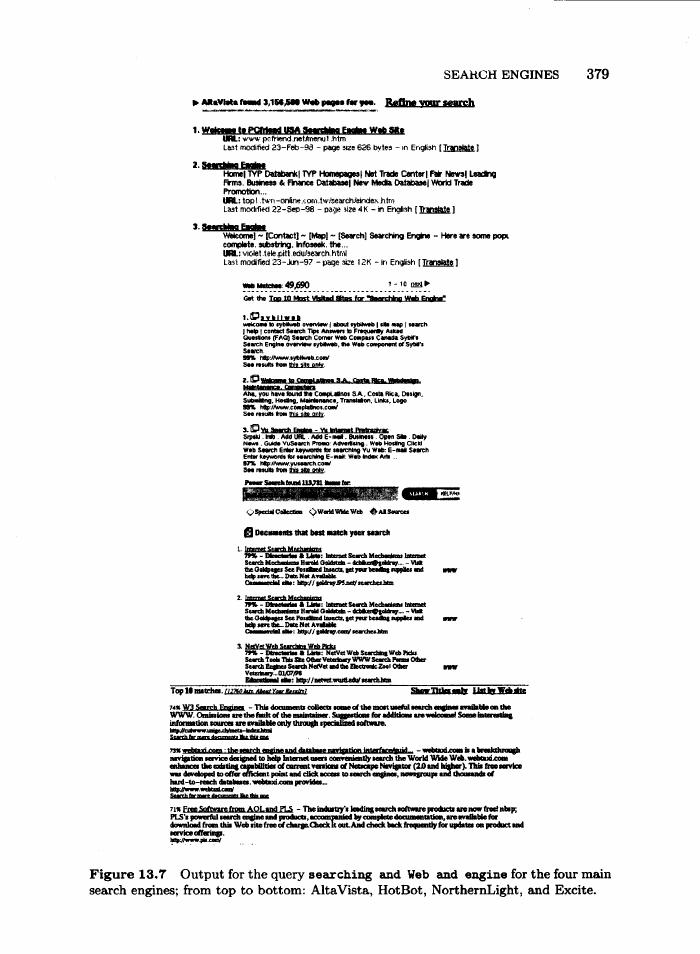 SEARCH ENGINES 379
▶ AltaVista found 3,156,580 Web pages for you. Refine your search
1. Welcome to PCfriend USA Searching Engine Web Site
URL: www.pcfriend.net/menu1.htm
Last modified 23-Feb-98 - page size 626 bytes - in English [ Translate ]
2. Searching Engine
Home| TYP Databank| TYP Homepages| Net Trade Center| Fair News| Leading
Firms. Business & Finance Database| New Media Database| World Trade
Promotion...
URL: top1.twn-online.com.tw/search/eindex.htm
Last modified 22-Sep-98 - page size 4K - in English [ Translate ]
3. Searching Engine
Welcome] ~ [Contact] ~ [Map] ~ [Search] Searching Engine - Here are some popu
complete. substring. Infoseek. the...
URL: violet.tele.pitt.edu/search.html
Last modified 23-Jun-97 - page size 12K - in English [ Translate ]
Web Matches: 49,690 1 - 10 next ▶
Get the Top 10 Most Visited Sites for "Searching Web Engine"
1. sybilweb
welcome to sybilweb overview | about sybilweb | site map | search
| help | contact Search Tips Answers to Frequently Asked
Questions (FAQ) Search Corner Web Compass Canada Sybil's
Search Engine overview sybilweb, the Web component of Sybil's
Search
99% http://www.sybilweb.com/
See results from this site only.
2. Welcome to CompLatinos S.A., Costa Rica, Webdesign,
Maintenance, Computers
Aha, you have found the CompLatinos S.A., Costa Rica, Design,
Submitting, Hosting, Maintenance, Translation, Links, Logo
98% http://www.complatinos.com/
See results from this site only.
3. Yu Search Engine - Yu Internet Pretrazivac
Srpski . Info . Add URL . Add E-mail . Business . Open Site . Daily
News . Guide VuSearch Promo: Advertising . Web Hosting Click!
Web Search Enter keywords for searching Yu Web: E-mail Search
Enter keywords for searching E-mail: Web Index Arts ...
97% http://www.yusearch.com/
See results from this site only.
Power Search found 113,731 items for:
SEARCH HELP/HI
Special Collection World Wide Web All Sources
Documents that best match your search
1. Internet Search Mechanisms
79% - Directories & Lists: Internet Search Mechanisms Internet
Search Mechanisms Harold Goldstein - dcbiker@goldray... - Visit
the Goldpages See Fossilized Insects, get your beading supplies and WWW
help save the... Date Not Available
Commercial site: http://goldray.95.net/searches.htm
2. Internet Search Mechanisms
79% - Directories & Lists: Internet Search Mechanisms Internet
Search Mechanisms Harold Goldstein - dcbiker@goldray... - Visit
the Goldpages See Fossilized Insects, get your beading supplies and WWW
help save the... Date Not Available
Commercial site: http://goldray.com/searches.htm
3. NetVet Web Searching Web Picks
79% - Directories & Lists: NetVet Web Searching Web Picks
Search Tools This Site Other Veterinary WWW Search Forms Other
Search Engines Search NetVet and the Electronic Zoo! Other WWW
Veterinary... 01/07/98
Educational site: http://netvet.wustl.edu/search.htm
Top 10 matches. [12760 hits. About Your Results] Show Titles only List by Web site
74% W3 Search Engines - This documents collects some of the most useful search engines available on the
WWW. Omissions are the fault of the maintainer. Suggestions for additions are welcome! Some interesting
information sources are available only through specialized software.
http://cuiwww.unige.ch/meta-index.html
Search for more documents like this one
73% webtaxi.com : the search engine and database navigation interface/guid... - webtaxi.com is a breakthrough
navigation service designed to help Internet users conveniently search the World Wide Web. webtaxi.com
enhances the existing capabilities of current versions of Netscape Navigator (2.0 and higher). This free service
was developed to offer efficient point and click access to search engines, newsgroups and thousands of
hard-to-reach databases. webtaxi.com provides...
http://www.webtaxi.com/
Search for more documents like this one
71% Free Software from AOL and PLS - The industry's leading search software products are now free! nbsp;
PLS's powerful search engine and products, accompanied by complete documentation, are available for
download from this Web site free of charge.Check it out. And check back frequently for updates on product and
service offerings.
http://www.pls.com/
Figure 13.7 Output for the query searching and Web and engine for the four main
search engines; from top to bottom: AltaVista, HotBot, NorthernLight, and Excite.